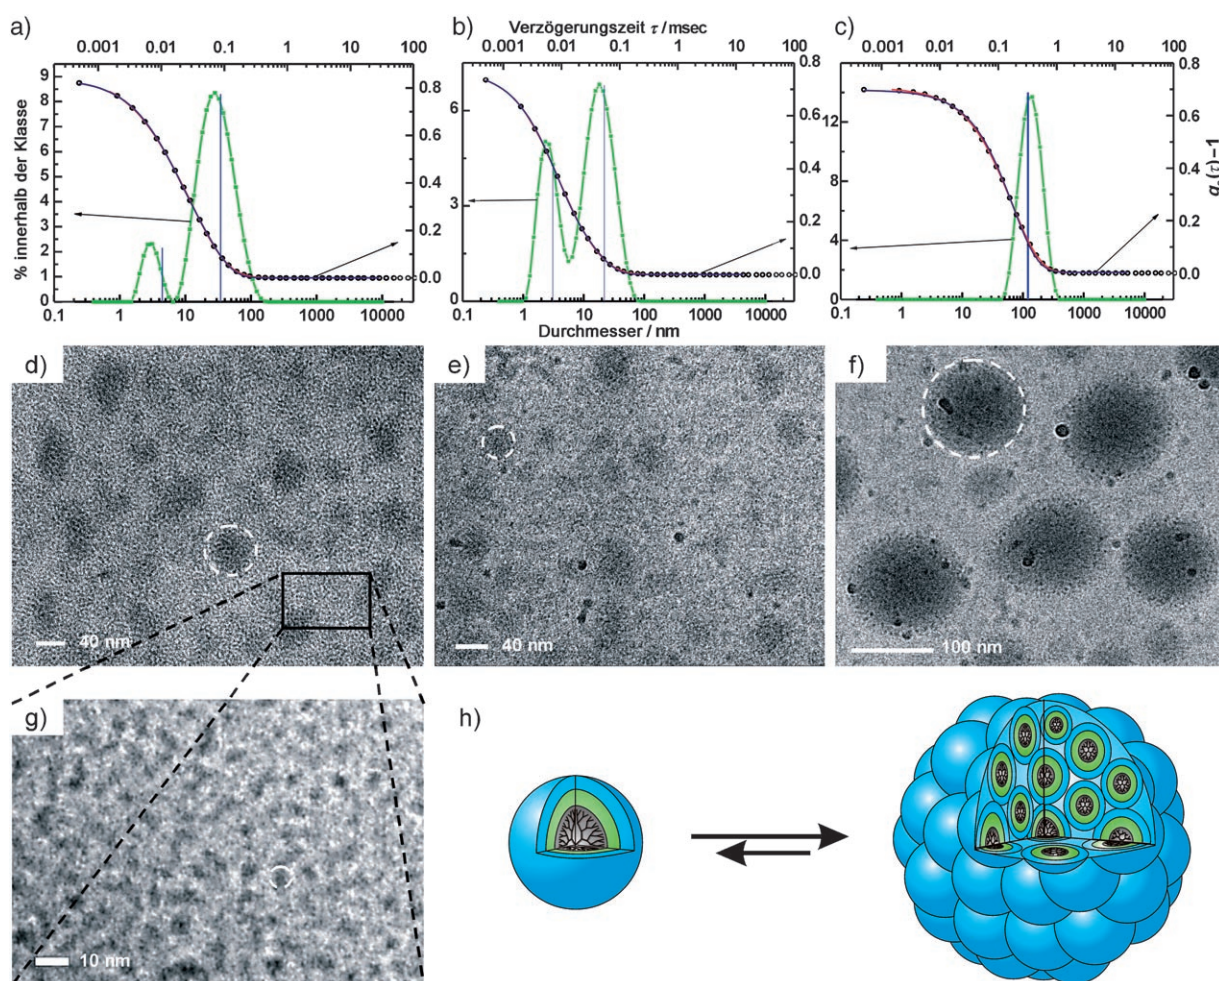 a)
b)
c)
Verzögerungszeit τ / msec
0.001 0.01 0.1 1 10 100
0.001 0.01 0.1 1 10 100
0.001 0.01 0.1 1 10 100
% innerhalb der Klasse
9
8
7
6
5
4
3
2
1
0
0.8
0.6
0.4
0.2
0.0
6
3
0
0.8
0.6
0.4
0.2
0.0
12
8
4
0
0.8
0.6
0.4
0.2
0.0
g₂(τ)−1
0.1 1 10 100 1000 10000
0.1 1 10 100 1000 10000
0.1 1 10 100 1000 10000
Durchmesser / nm
d)
40 nm
e)
40 nm
f)
100 nm
g)
10 nm
h)